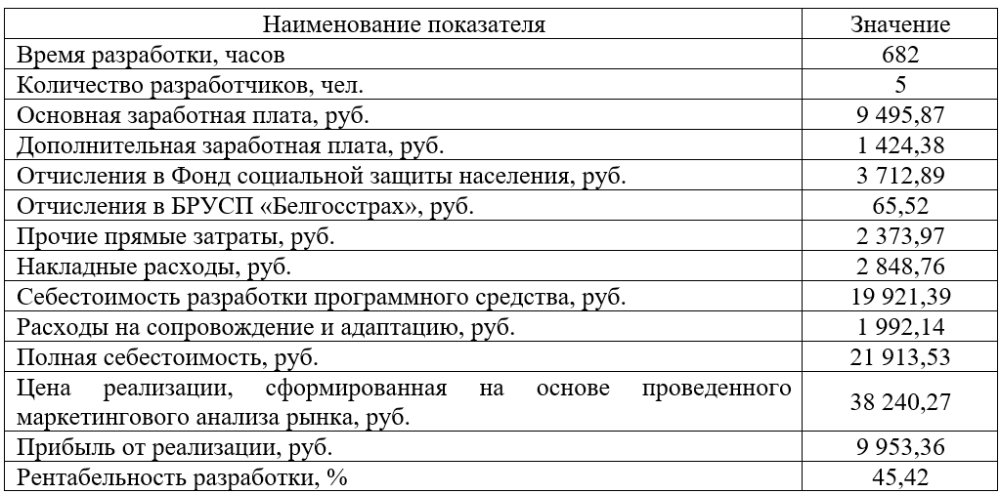 Наименование показателя Значение
Время разработки, часов 682
Количество разработчиков, чел. 5
Основная заработная плата, руб. 9 495,87
Дополнительная заработная плата, руб. 1 424,38
Отчисления в Фонд социальной защиты населения, руб. 3 712,89
Отчисления в БРУСП «Белгосстрах», руб. 65,52
Прочие прямые затраты, руб. 2 373,97
Накладные расходы, руб. 2 848,76
Себестоимость разработки программного средства, руб. 19 921,39
Расходы на сопровождение и адаптацию, руб. 1 992,14
Полная себестоимость, руб. 21 913,53
Цена реализации, сформированная на основе проведенного
маркетингового анализа рынка, руб. 38 240,27
Прибыль от реализации, руб. 9 953,36
Рентабельность разработки, % 45,42